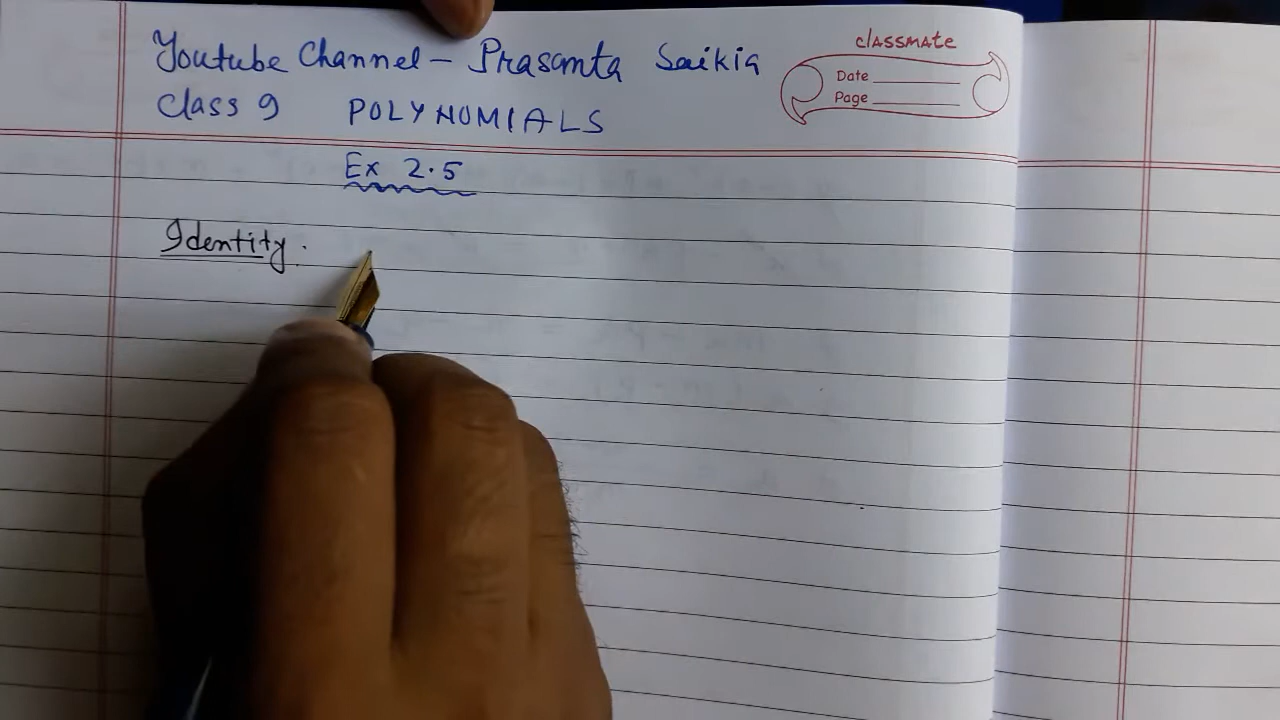 Youtube Channel - Prasanta Saikia
classmate
Date
Page
Class 9 POLYNOMIALS
Ex 2.5
Identity.